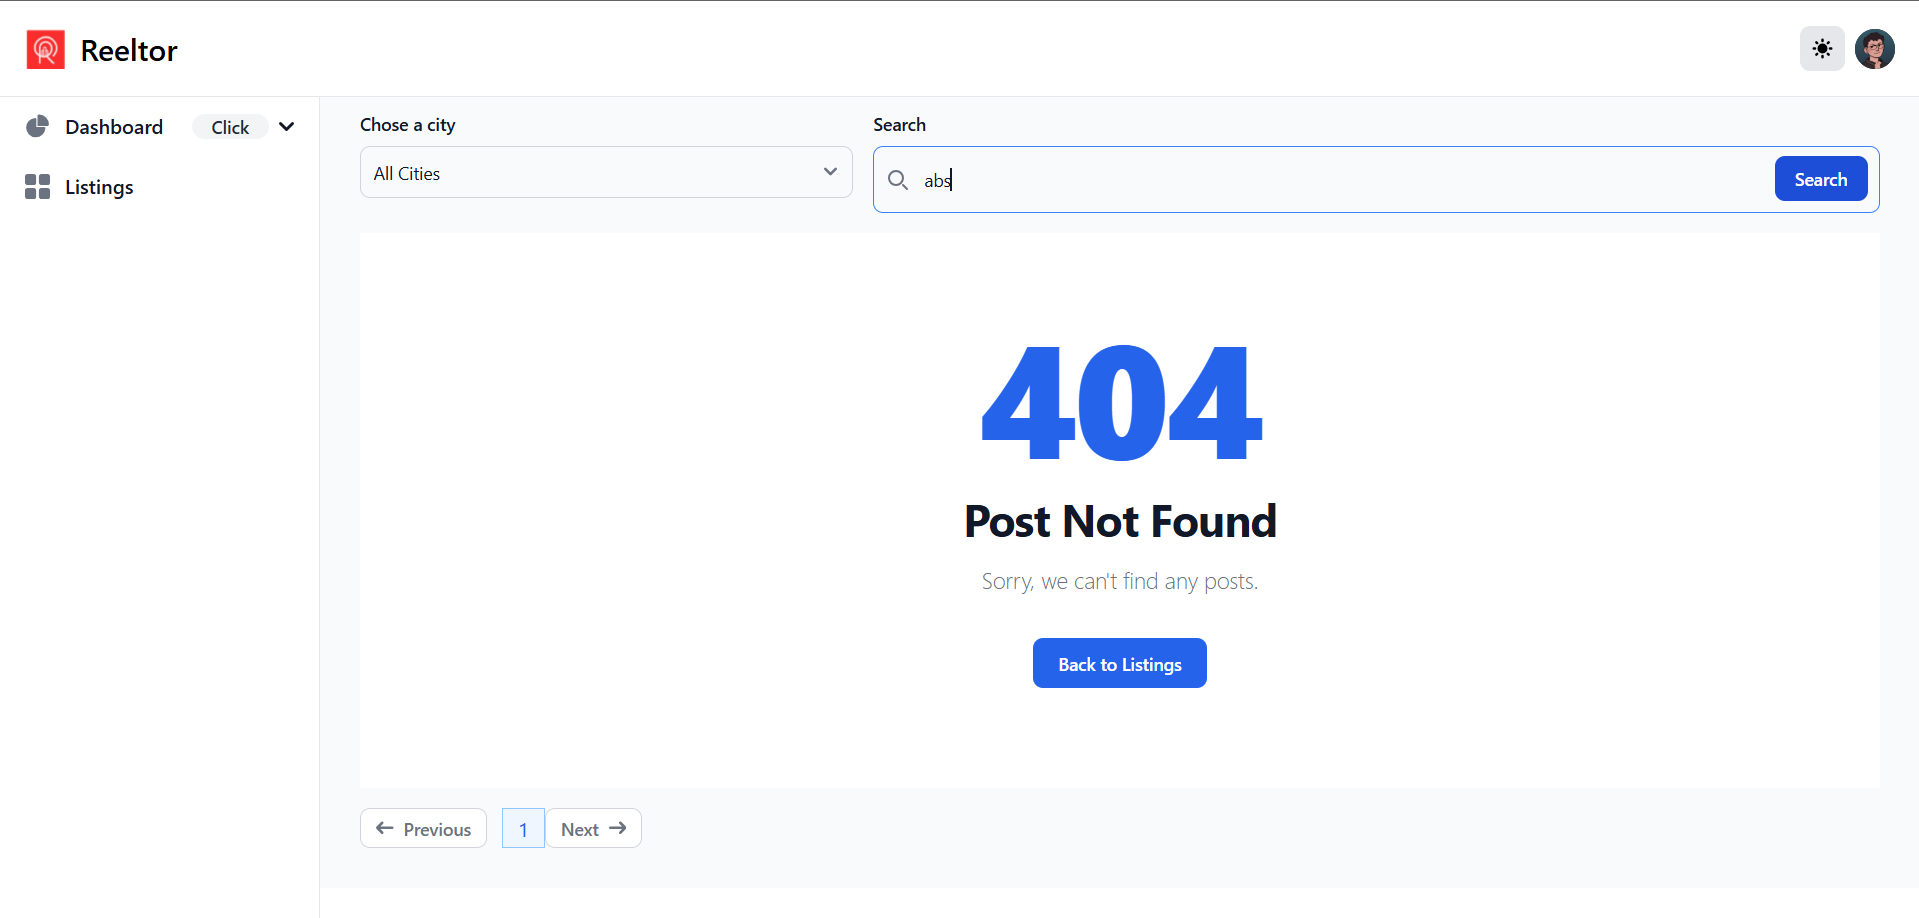 Reeltor
Dashboard Click
Listings
Chose a city
All Cities
Search
abs
Search
404
Post Not Found
Sorry, we can't find any posts.
Back to Listings
Previous 1 Next